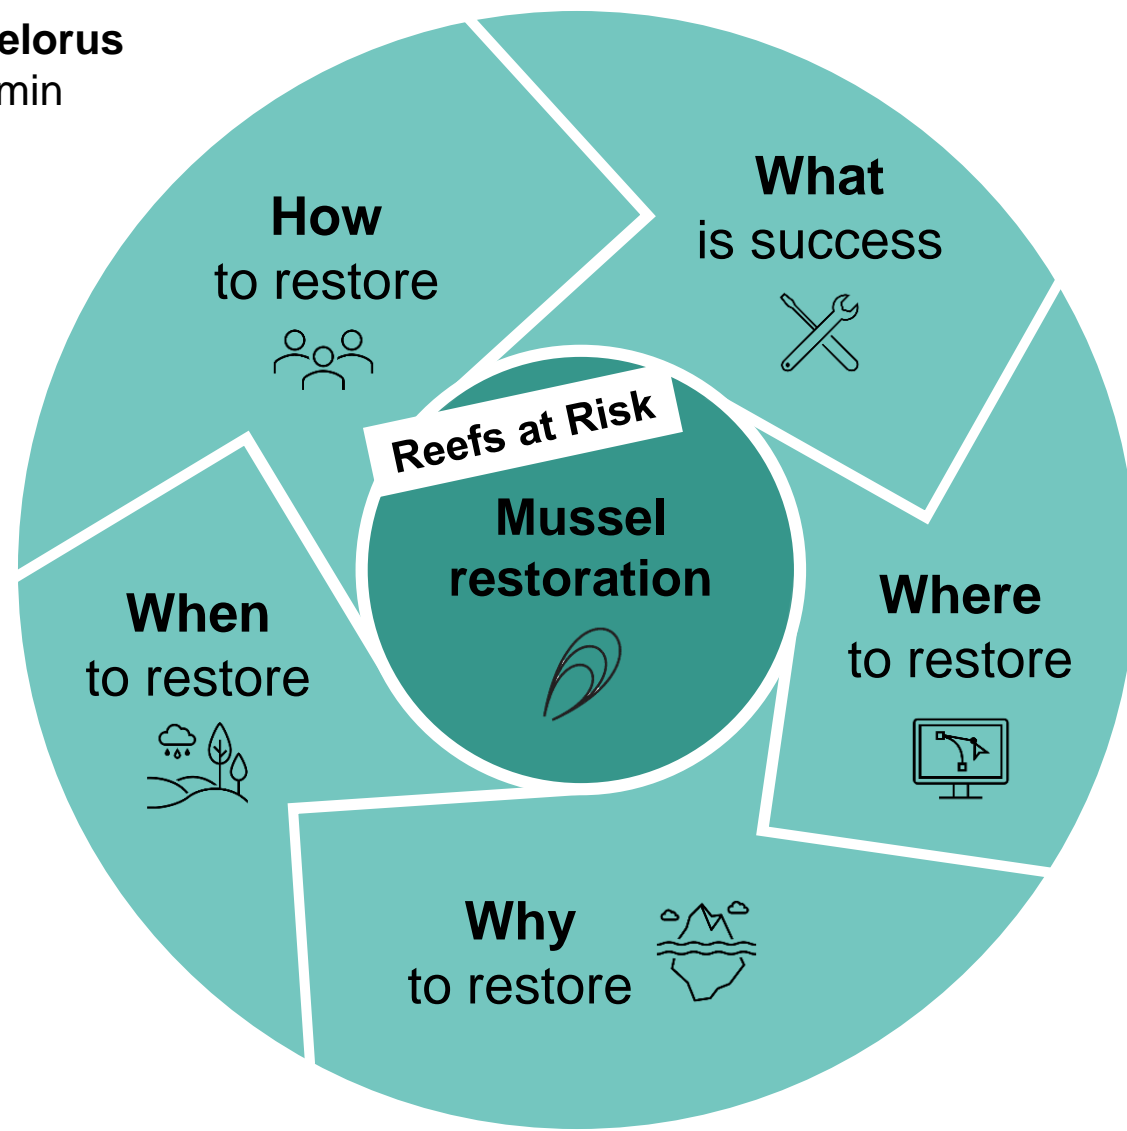 elorus
min
How
to restore
What
is success
Reefs at Risk
Mussel
restoration
When
to restore
Where
to restore
Why
to restore